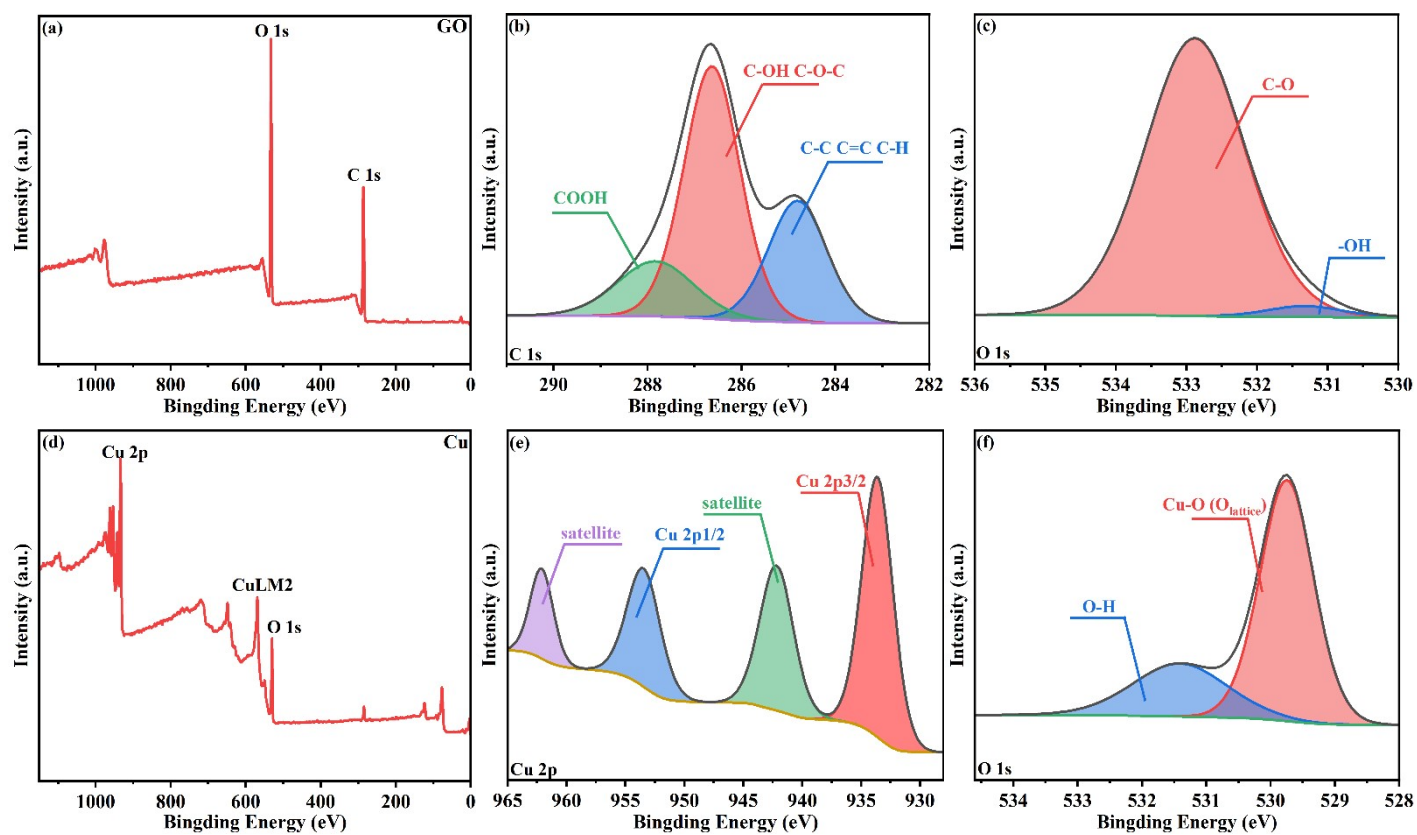 (a)
GO
O 1s
C 1s
Intensity (a.u.)
1000
800
600
400
200
0
Bingding Energy (eV)
(b)
C-OH C-O-C
C-C C=C C-H
COOH
C 1s
Intensity (a.u.)
290
288
286
284
282
Bingding Energy (eV)
(c)
C-O
-OH
O 1s
Intensity (a.u.)
536
535
534
533
532
531
530
Bingding Energy (eV)
(d)
Cu
Cu 2p
CuLM2
O 1s
Intensity (a.u.)
1000
800
600
400
200
0
Bingding Energy (eV)
(e)
Cu 2p3/2
satellite
Cu 2p1/2
satellite
Cu 2p
Intensity (a.u.)
965
960
955
950
945
940
935
930
Bingding Energy (eV)
(f)
Cu-O (Olattice)
O-H
O 1s
Intensity (a.u.)
534
533
532
531
530
529
528
Bingding Energy (eV)